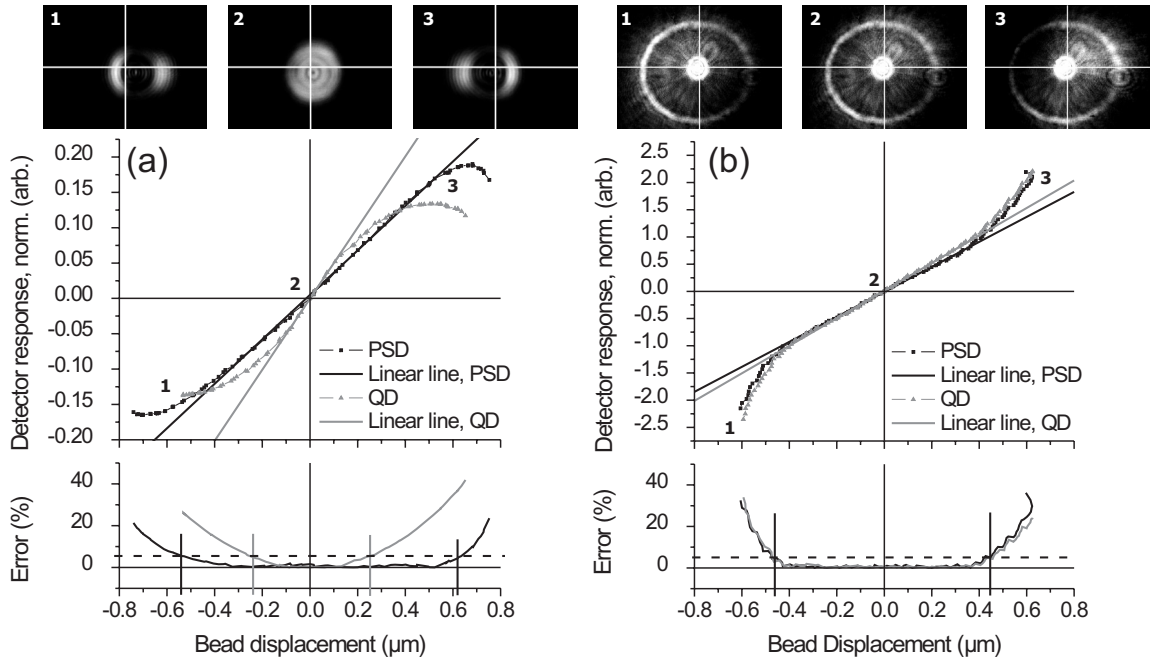 1
2
3
1
2
3
(a)
0.20
0.15
0.10
0.05
0.00
-0.05
-0.10
-0.15
-0.20
Detector response, norm. (arb.)
1
2
3
PSD
Linear line, PSD
QD
Linear line, QD
40
20
0
Error (%)
-0.8 -0.6 -0.4 -0.2 0.0 0.2 0.4 0.6 0.8
Bead displacement (µm)
(b)
2.5
2.0
1.5
1.0
0.5
0.0
-0.5
-1.0
-1.5
-2.0
-2.5
Detector response, norm. (arb.)
1
2
3
PSD
Linear line, PSD
QD
Linear line, QD
40
20
0
Error (%)
-0.8 -0.6 -0.4 -0.2 0.0 0.2 0.4 0.6 0.8
Bead Displacement (µm)